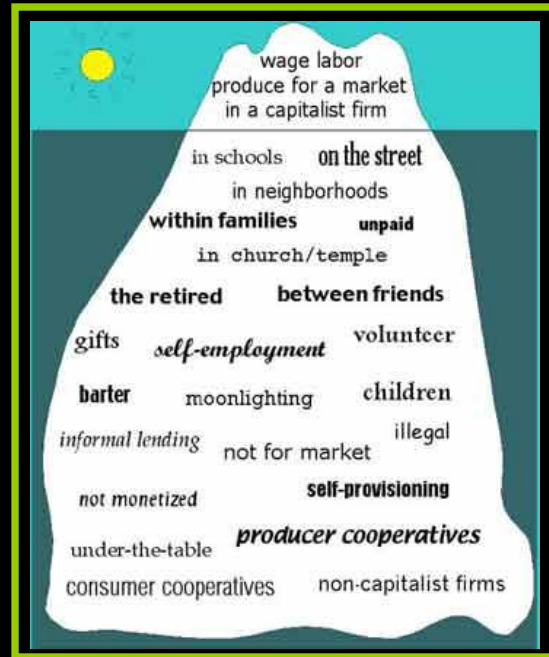 wage labor
produce for a market
in a capitalist firm
in schools on the street
in neighborhoods
within families unpaid
in church/temple
the retired between friends
gifts self-employment volunteer
barter moonlighting children
informal lending not for market illegal
not monetized self-provisioning
under-the-table producer cooperatives
consumer cooperatives non-capitalist firms